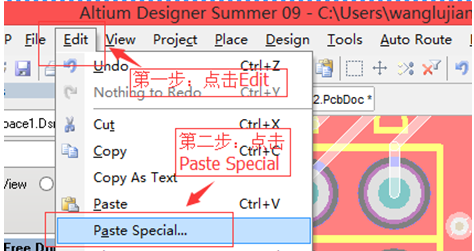 Altium Designer Summer 09 - C:\Users\wanglujian
File Edit View Project Place Design Tools Auto Route
Undo Ctrl+Z
第一步：点击Edit
Nothing to Redo Ctrl+Y
2.PcbDoc *
Cut Ctrl+X
第二步：点击
Paste Special
Copy Ctrl+C
Copy As Text
Paste Ctrl+V
Paste Special...
pace1.Dsn
View
Free Doc